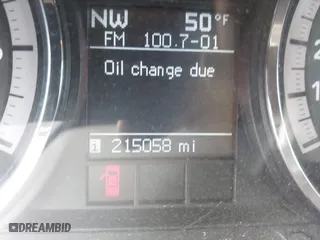 NW 50°F
FM 100.7-01
Oil change due
i 215058 mi
DREAMBID